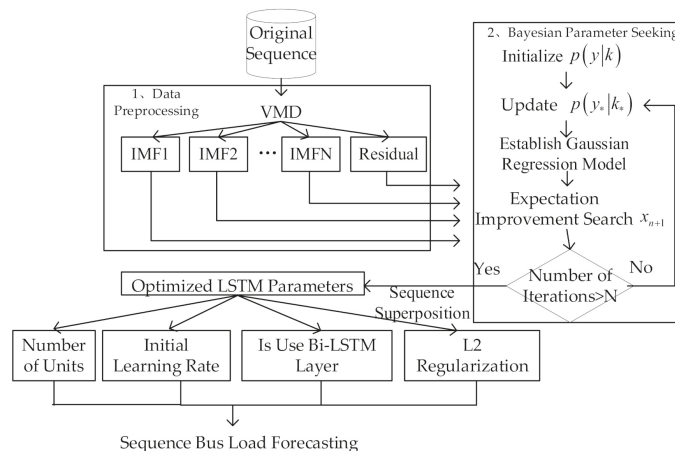 Original
Sequence
1、Data
Preprocessing
VMD
IMF1
IMF2
···
IMFN
Residual
2、Bayesian Parameter Seeking
Initialize p(y|k)
Update p(y*|k*)
Establish Gaussian
Regression Model
Expectation
Improvement Search xn+1
Number of
Iterations>N
Yes
No
Sequence
Superposition
Optimized LSTM Parameters
Number
of Units
Initial
Learning Rate
Is Use Bi-LSTM
Layer
L2
Regularization
Sequence Bus Load Forecasting